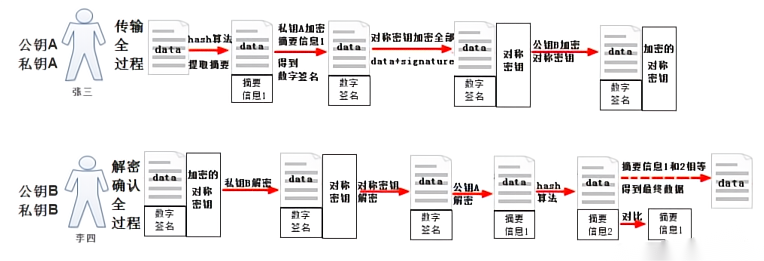 公钥A
私钥A
张三
传输
全
过程
data
hash算法
提取摘要
data
摘要
信息1
私钥A加密
摘要信息1
得到
数字签名
data
数字
签名
对称密钥加密全部
data+signature
data
数字
签名
对称
密钥
公钥B加密
对称密钥
data
数字
签名
加密的
对称
密钥
公钥B
私钥B
李四
解密
确认
全
过程
data
数字
签名
加密的
对称
密钥
私钥B解密
data
数字
签名
对称
密钥
对称密钥
解密
data
数字
签名
公钥A
解密
data
摘要
信息1
hash
算法
data
摘要
信息2
摘要信息1和2相等
得到最终数据
data
对比
摘要
信息1